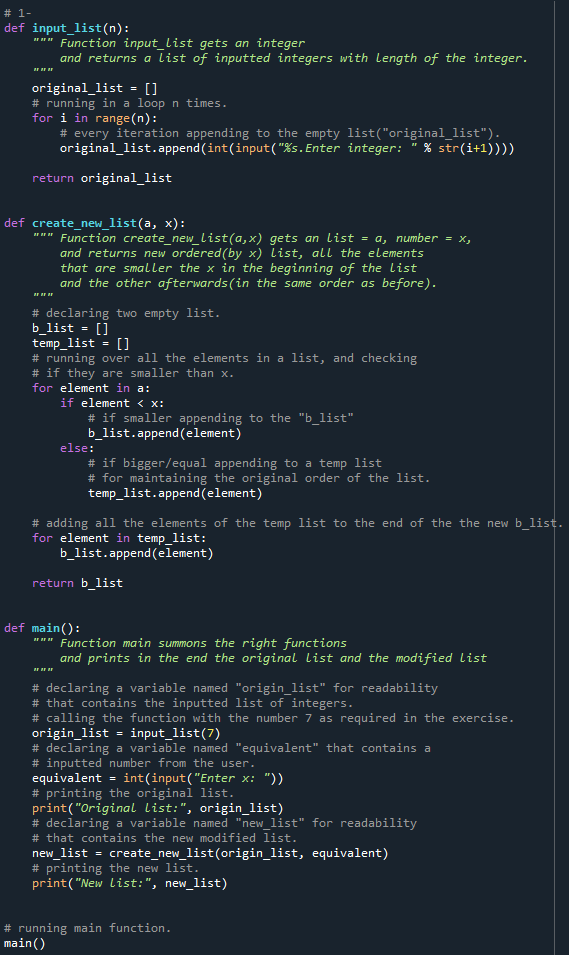 # 1-
def input_list(n):
    """ Function input_list gets an integer
        and returns a list of inputted integers with length of the integer.
    """
    original_list = []
    # running in a loop n times.
    for i in range(n):
        # every iteration appending to the empty list("original_list").
        original_list.append(int(input("%s.Enter integer: " % str(i+1))))

    return original_list


def create_new_list(a, x):
    """ Function create_new_list(a,x) gets an list = a, number = x,
        and returns new ordered(by x) list, all the elements
        that are smaller the x in the beginning of the list
        and the other afterwards(in the same order as before).
    """
    # declaring two empty list.
    b_list = []
    temp_list = []
    # running over all the elements in a list, and checking
    # if they are smaller than x.
    for element in a:
        if element < x:
            # if smaller appending to the "b_list"
            b_list.append(element)
        else:
            # if bigger/equal appending to a temp list
            # for maintaining the original order of the list.
            temp_list.append(element)

    # adding all the elements of the temp list to the end of the the new b_list.
    for element in temp_list:
        b_list.append(element)

    return b_list


def main():
    """ Function main summons the right functions
        and prints in the end the original list and the modified list
    """
    # declaring a variable named "origin_list" for readability
    # that contains the inputted list of integers.
    # calling the function with the number 7 as required in the exercise.
    origin_list = input_list(7)
    # declaring a variable named "equivalent" that contains a
    # inputted number from the user.
    equivalent = int(input("Enter x: "))
    # printing the original list.
    print("Original list:", origin_list)
    # declaring a variable named "new_list" for readability
    # that contains the new modified list.
    new_list = create_new_list(origin_list, equivalent)
    # printing the new list.
    print("New list:", new_list)


# running main function.
main()